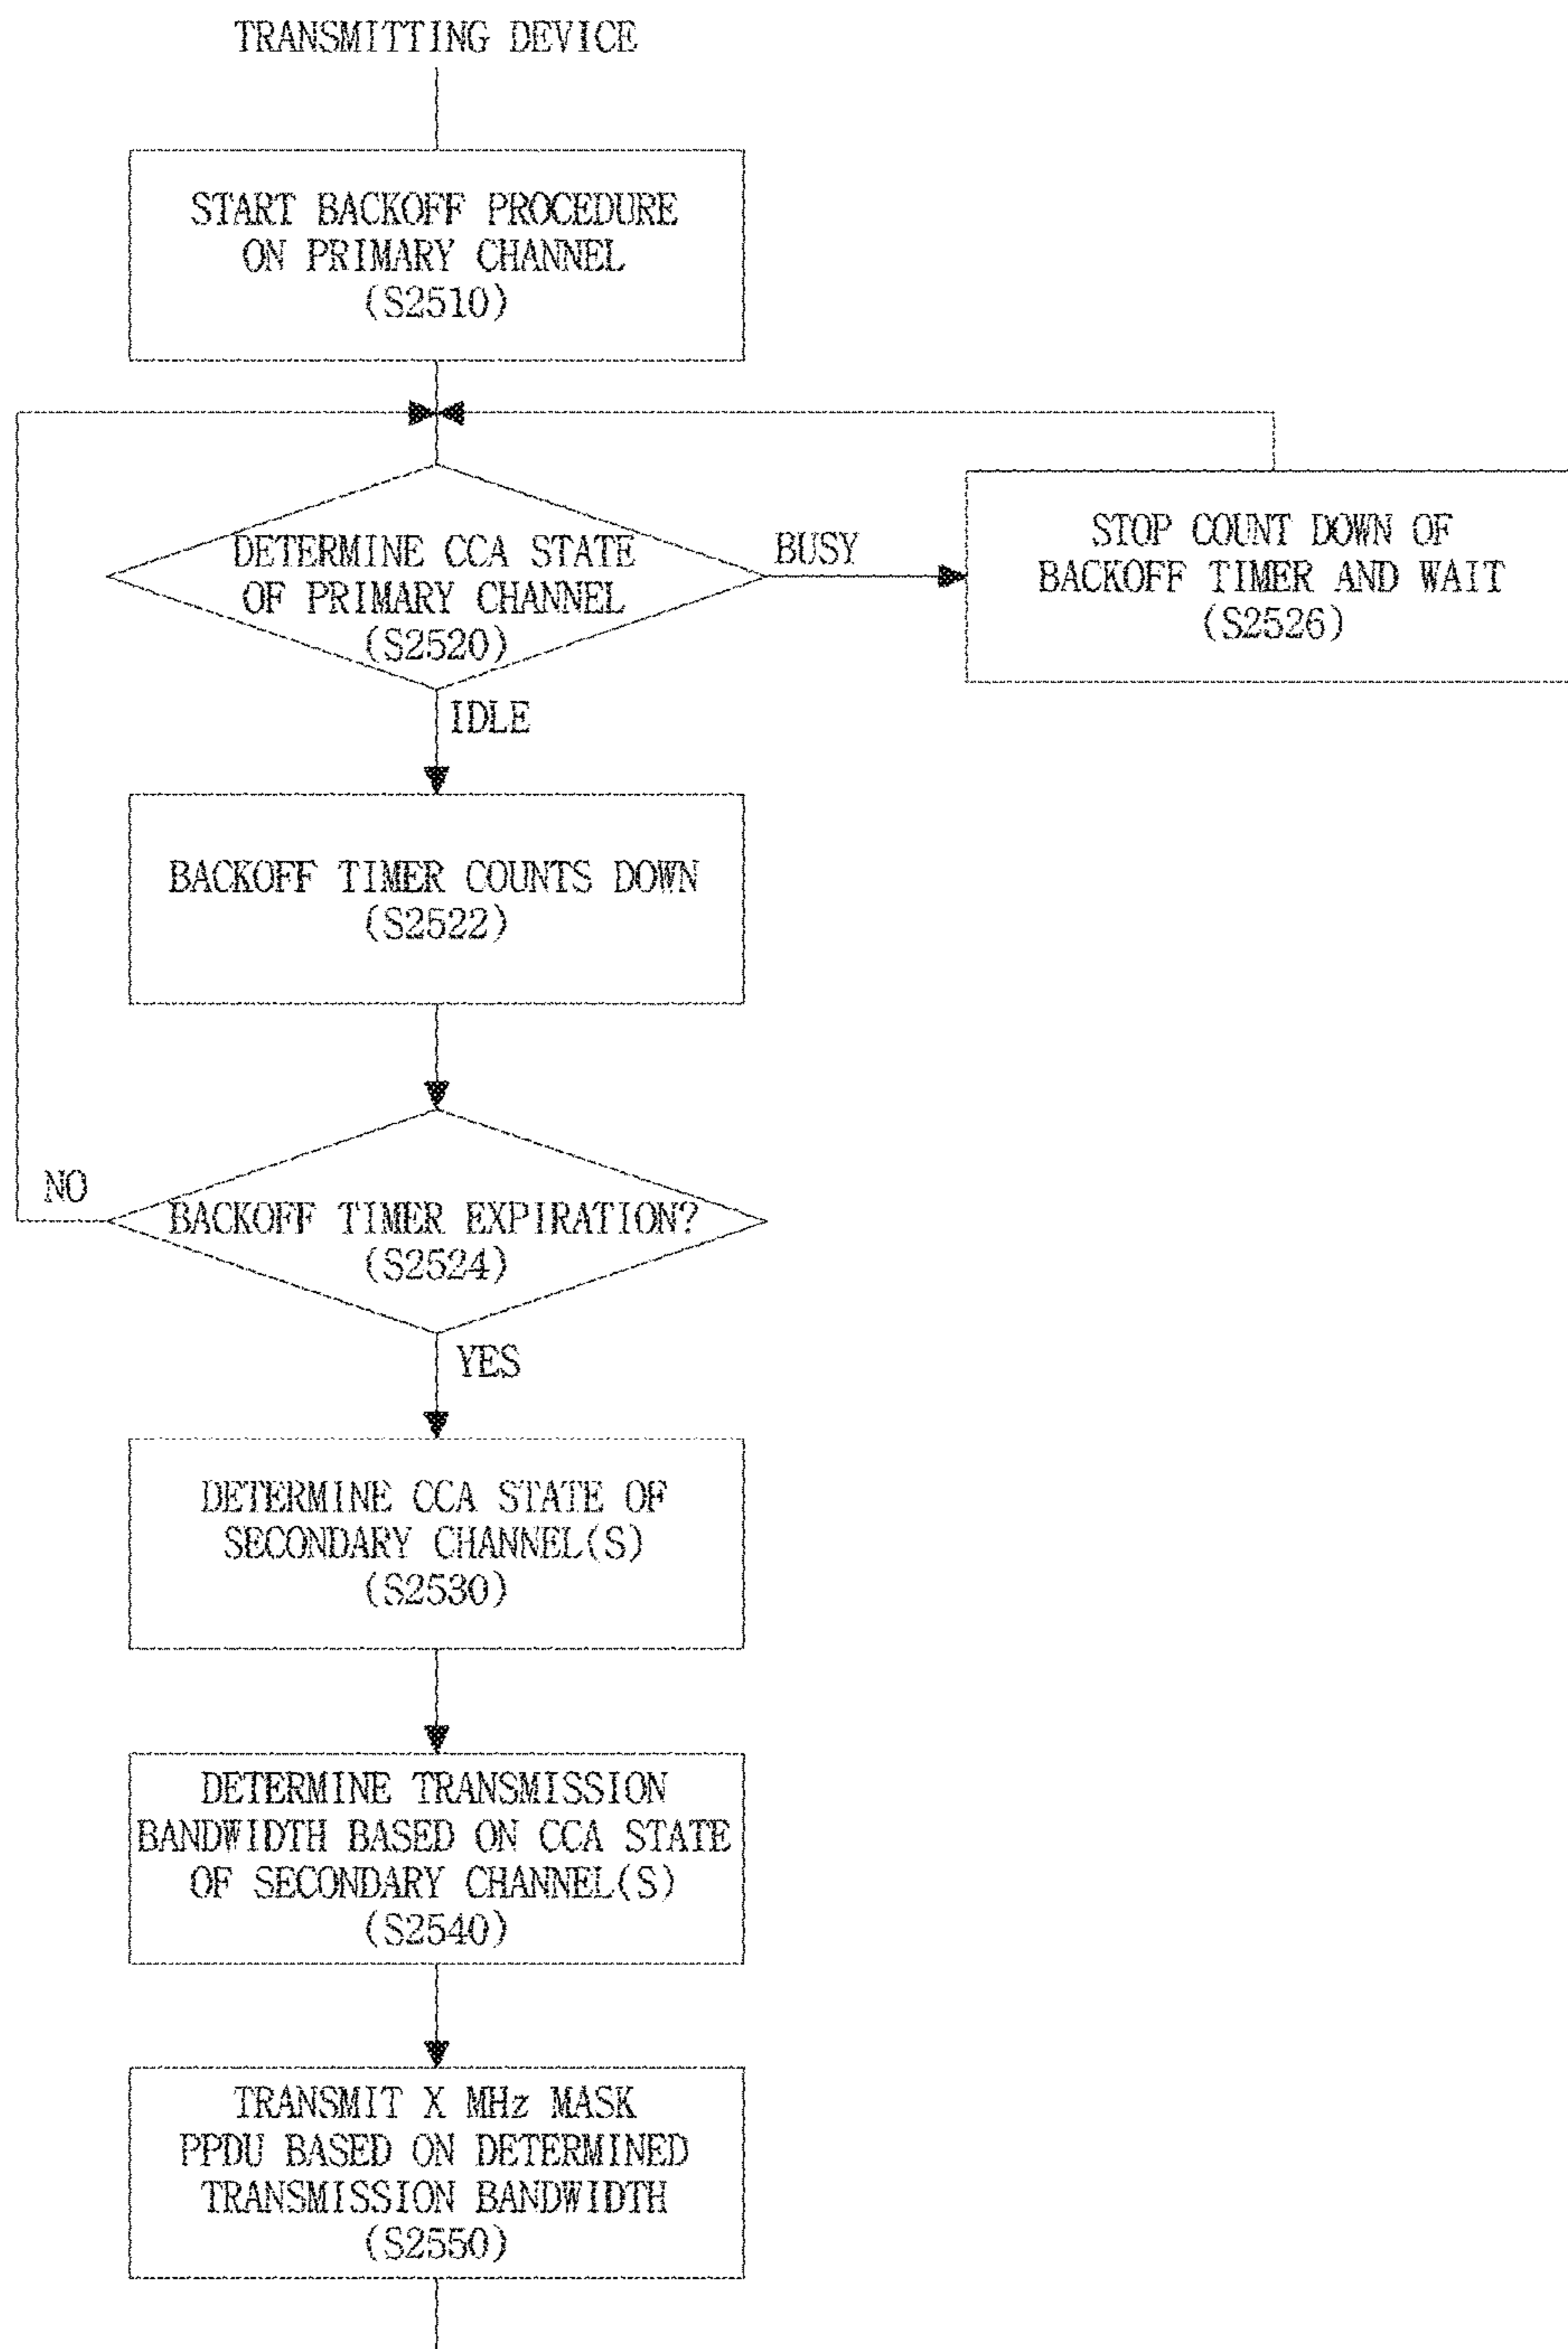 TRANSMITTING DEVICE
START BACKOFF PROCEDURE
ON PRIMARY CHANNEL
(S2510)
DETERMINE CCA STATE
OF PRIMARY CHANNEL
(S2520)
BUSY
STOP COUNT DOWN OF
BACKOFF TIMER AND WAIT
(S2526)
IDLE
BACKOFF TIMER COUNTS DOWN
(S2522)
NO
BACKOFF TIMER EXPIRATION?
(S2524)
YES
DETERMINE CCA STATE OF
SECONDARY CHANNEL(S)
(S2530)
DETERMINE TRANSMISSION
BANDWIDTH BASED ON CCA STATE
OF SECONDARY CHANNEL(S)
(S2540)
TRANSMIT X MHz MASK
PPDU BASED ON DETERMINED
TRANSMISSION BANDWIDTH
(S2550)